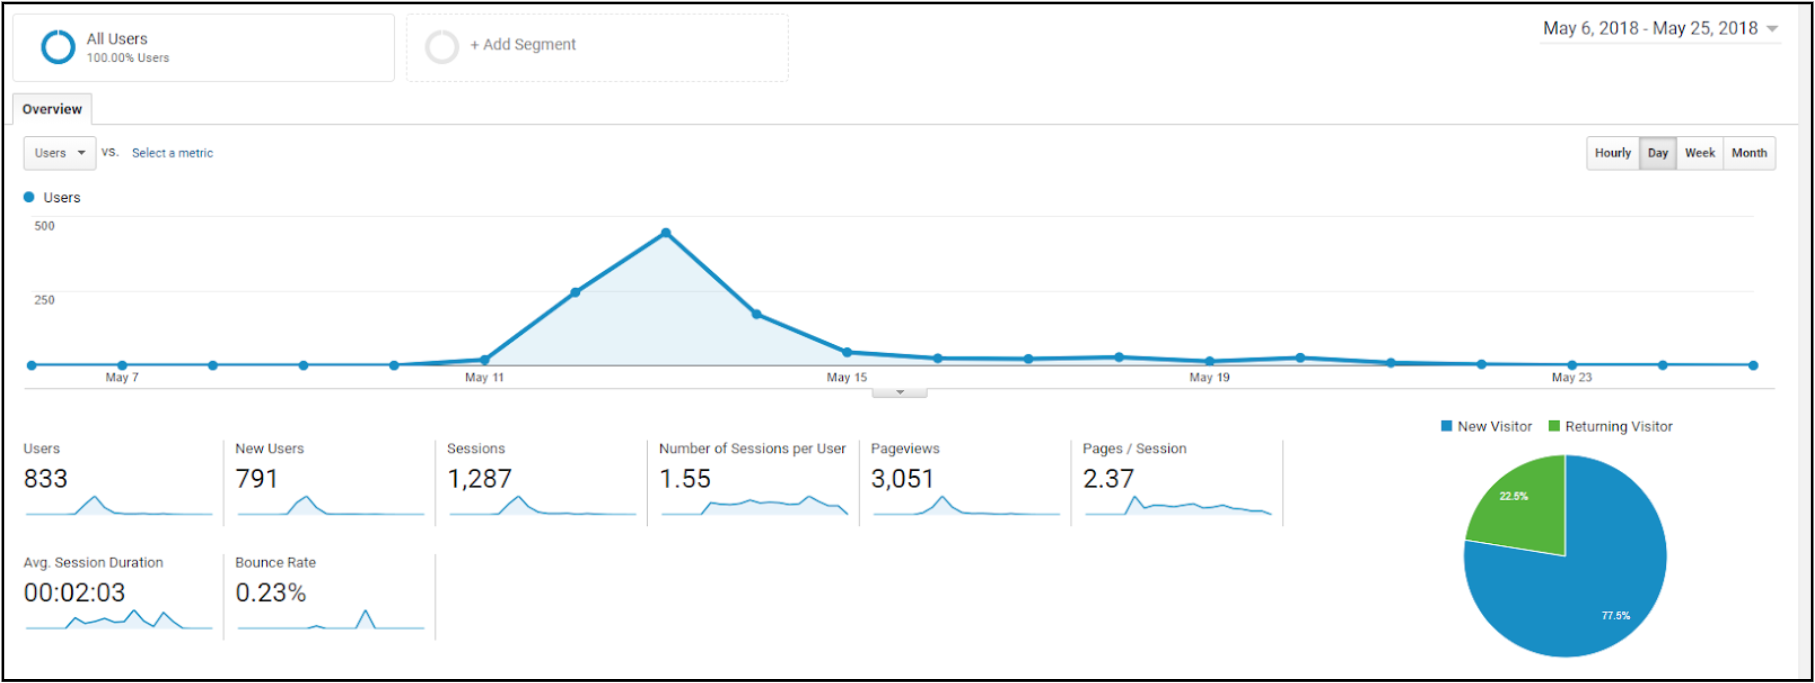 All Users
100.00% Users
+ Add Segment
May 6, 2018 - May 25, 2018
Overview
Users VS. Select a metric
Hourly Day Week Month
Users
500
250
May 7 May 11 May 15 May 19 May 23
New Visitor Returning Visitor
Users New Users Sessions Number of Sessions per User Pageviews Pages / Session
833 791 1,287 1.55 3,051 2.37
22.5%
Avg. Session Duration Bounce Rate
00:02:03 0.23%
77.5%